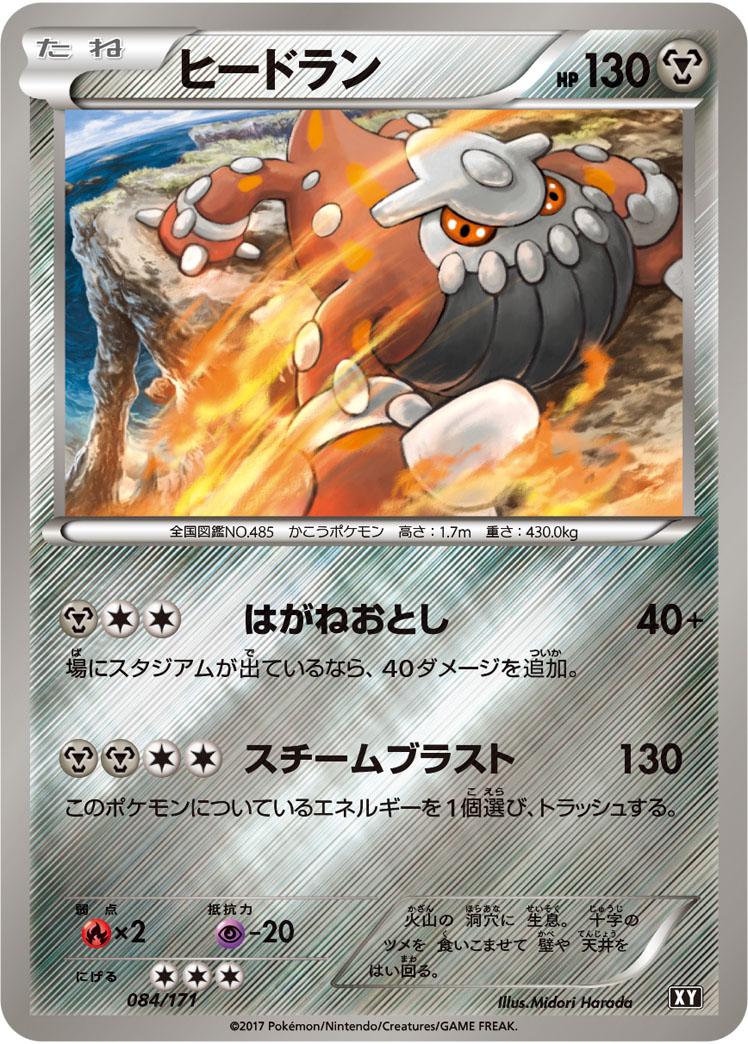 たね ヒードラン HP130
全国図鑑NO.485 かこうポケモン 高さ：1.7m 重さ：430.0kg
はがねおとし 40+
場にスタジアムが出ているなら、40ダメージを追加。
スチームブラスト 130
このポケモンについているエネルギーを1個選び、トラッシュする。
弱点 抵抗力
×2 -20
にげる
火山の 洞穴に 生息。 十字の
ツメを 食いこませて 壁や 天井を
はい回る。
084/171 Illus.Midori Harada XY
©2017 Pokémon/Nintendo/Creatures/GAME FREAK.